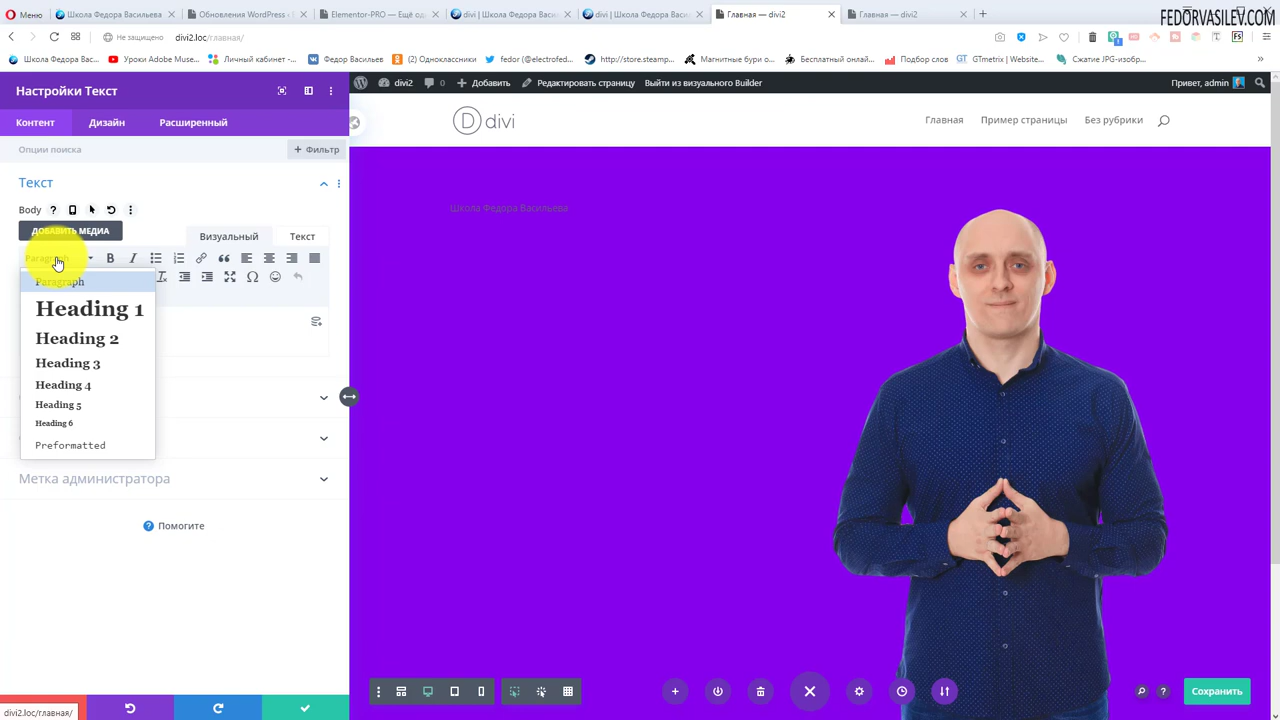 Меню
Школа Федора Васильева
Обновления WordPress ‹
Elementor-PRO — Ещё од
divi | Школа Федора Васи
divi | Школа Федора Васи
Главная — divi2
Главная — divi2
FEDORVASILEV.COM
Не защищено
divi2.loc/главная/
Школа Федора Вас...
Уроки Adobe Muse...
Личный кабинет -...
Федор Васильев
(2) Одноклассники
fedor (@electrofed...
http://store.steamp...
Магнитные бури о...
Бесплатный онлай...
Подбор слов
GTmetrix | Website...
Сжатие JPG-изобр...
Настройки Текст
divi2
0
Добавить
Редактировать страницу
Выйти из визуального Builder
Привет, admin
Контент
Дизайн
Расширенный
divi
Главная
Пример страницы
Без рубрики
Опции поиска
+ Фильтр
Текст
Body
ДОБАВИТЬ МЕДИА
Визуальный
Текст
Школа Федора Васильева
Paragraph
Paragraph
Heading 1
Heading 2
Heading 3
Heading 4
Heading 5
Heading 6
Preformatted
Метка администратора
Помогите
Сохранить
divi2.loc/главная/